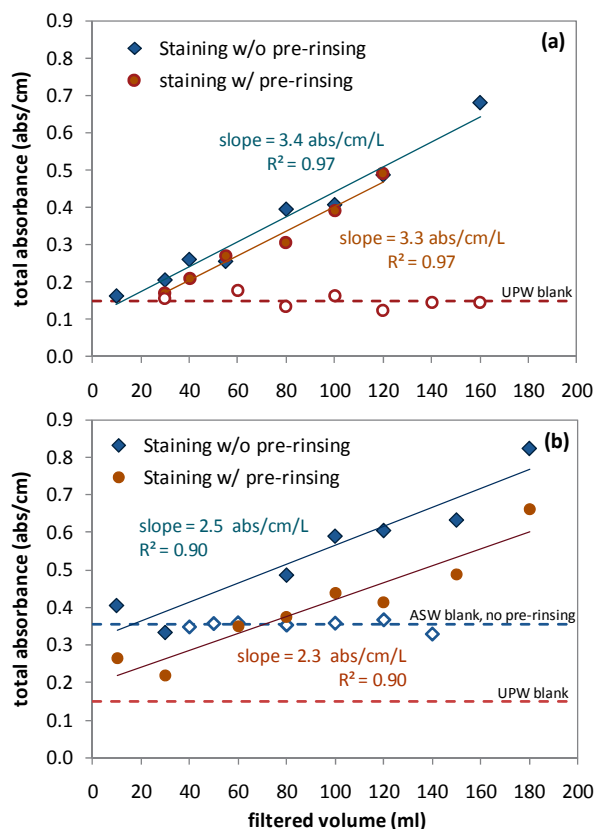 (a)
Staining w/o pre-rinsing
staining w/ pre-rinsing
slope = 3.4 abs/cm/L
R² = 0.97
slope = 3.3 abs/cm/L
R² = 0.97
UPW blank
total absorbance (abs/cm)
0.9
0.8
0.7
0.6
0.5
0.4
0.3
0.2
0.1
0.0
0 20 40 60 80 100 120 140 160 180 200
(b)
Staining w/o pre-rinsing
Staining w/ pre-rinsing
slope = 2.5 abs/cm/L
R² = 0.90
ASW blank, no pre-rinsing
slope = 2.3 abs/cm/L
R² = 0.90
UPW blank
total absorbance (abs/cm)
0.9
0.8
0.7
0.6
0.5
0.4
0.3
0.2
0.1
0.0
0 20 40 60 80 100 120 140 160 180 200
filtered volume (ml)